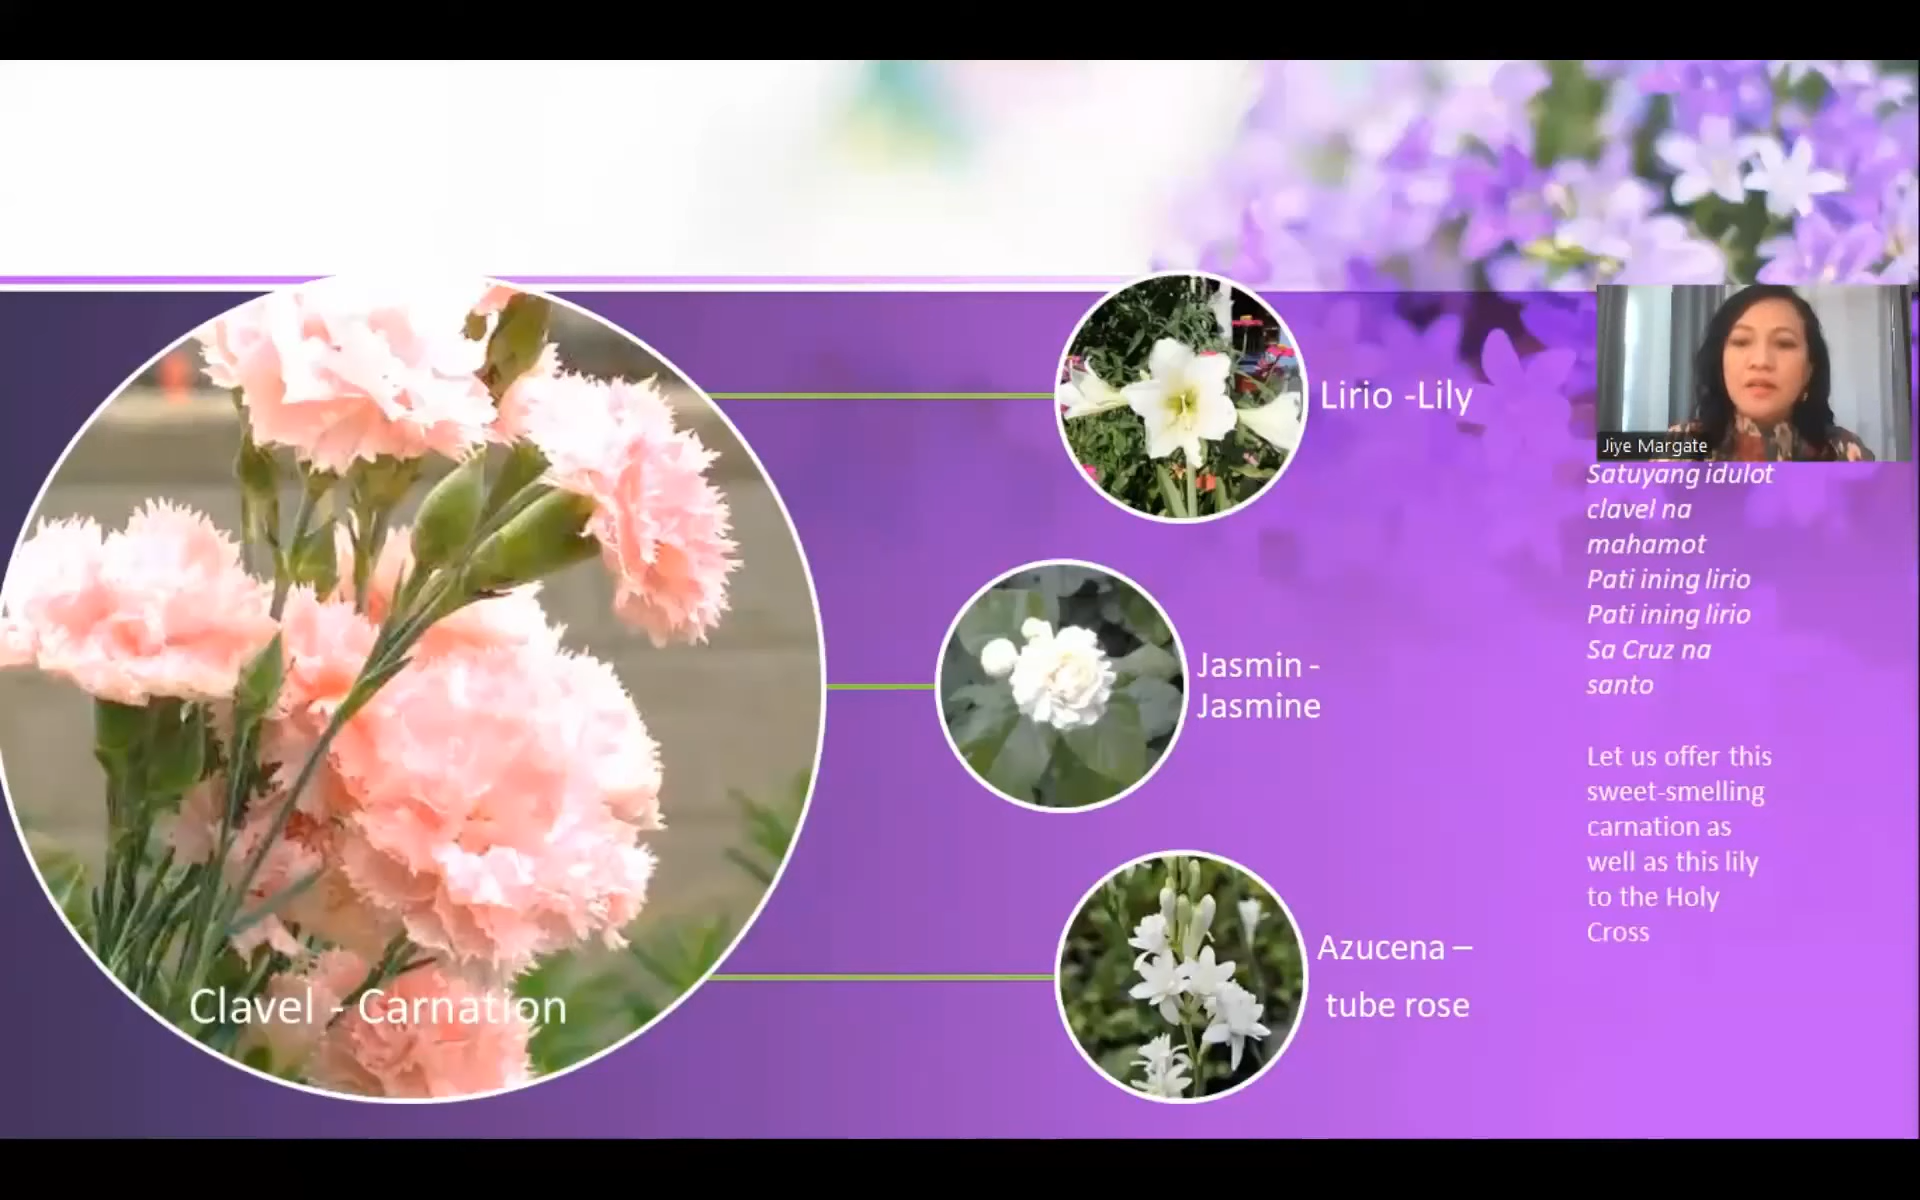 Clavel - Carnation
Lirio -Lily
Jasmin -
Jasmine
Azucena –
tube rose
Jiye Margate
Satuyang idulot
clavel na
mahamot
Pati ining lirio
Pati ining lirio
Sa Cruz na
santo
Let us offer this
sweet-smelling
carnation as
well as this lily
to the Holy
Cross